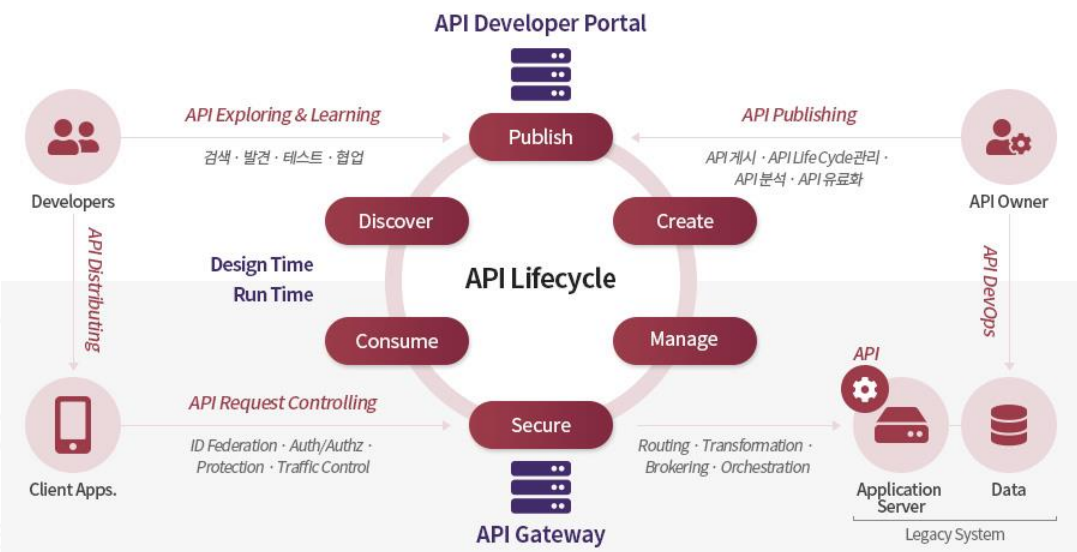 API Developer Portal
API Exploring & Learning
검색 · 발견 · 테스트 · 협업
Publish
API Publishing
API 게시 · API Life Cycle관리 ·
API 분석 · API 유료화
Developers
API Owner
Discover
Create
API Distributing
Design Time
Run Time
API Lifecycle
API DevOps
Consume
Manage
API
API Request Controlling
ID Federation · Auth/Authz ·
Protection · Traffic Control
Secure
Routing · Transformation ·
Brokering · Orchestration
Client Apps.
Application
Server
Data
API Gateway
Legacy System